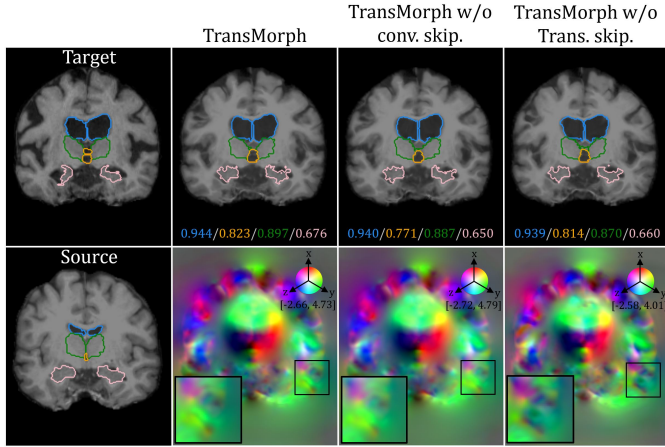 TransMorph
TransMorph w/o
conv. skip.
TransMorph w/o
Trans. skip.
Target
0.944/0.823/0.897/0.676
0.940/0.771/0.887/0.650
0.939/0.814/0.870/0.660
Source
x
z
y
[-2.66, 4.73]
x
z
y
[-2.72, 4.79]
x
z
y
[-2.58, 4.01]